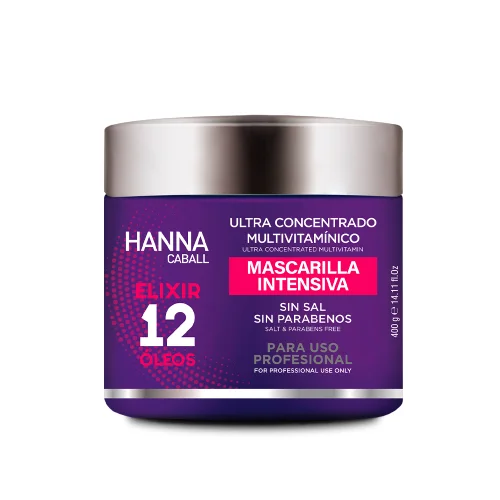 HANNA
CABALL
ELIXIR
12
ÓLEOS
ULTRA CONCENTRADO
MULTIVITAMÍNICO
ULTRA CONCENTRATED MULTIVITAMIN
MASCARILLA
INTENSIVA
SIN SAL
SIN PARABENOS
SALT & PARABENS FREE
PARA USO
PROFESIONAL
FOR PROFESSIONAL USE ONLY
400 g ℮ 14.11 fl.Oz